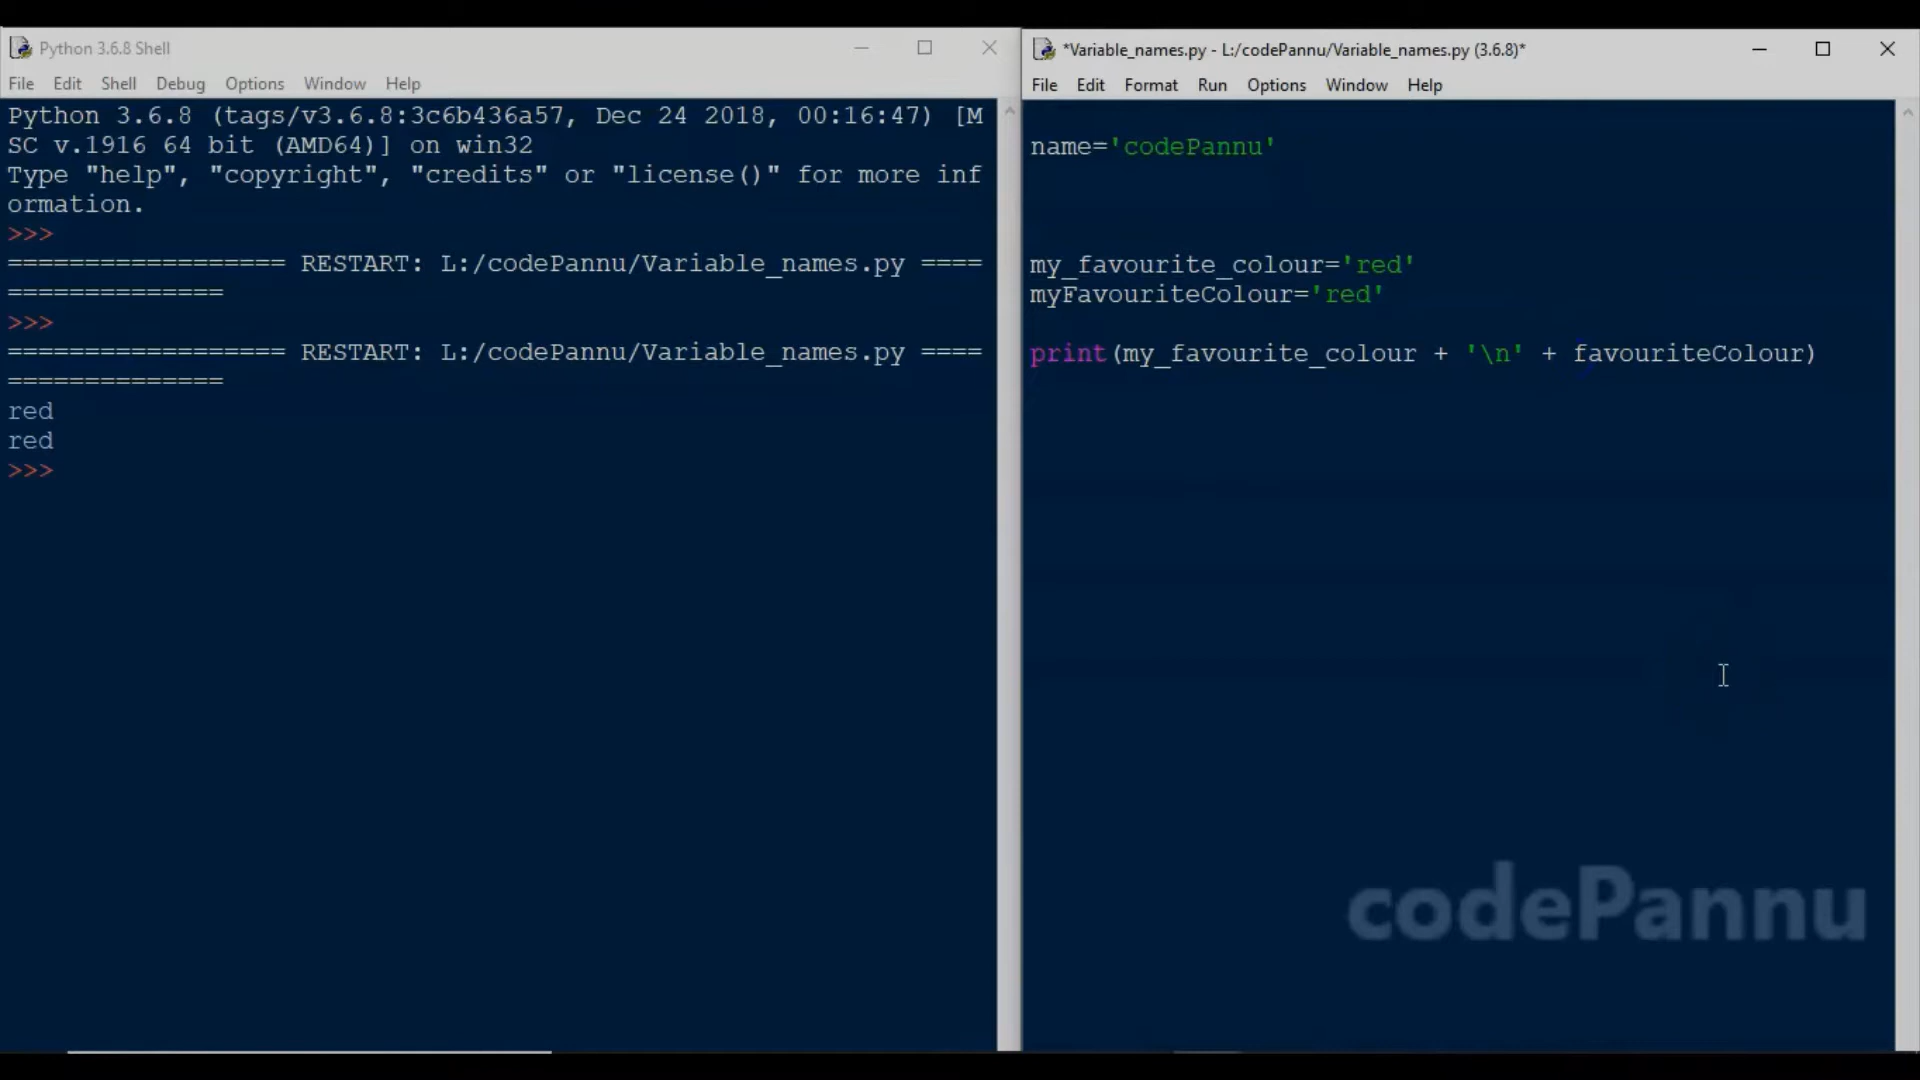 Python 3.6.8 Shell
File Edit Shell Debug Options Window Help
Python 3.6.8 (tags/v3.6.8:3c6b436a57, Dec 24 2018, 00:16:47) [M
SC v.1916 64 bit (AMD64)] on win32
Type "help", "copyright", "credits" or "license()" for more inf
ormation.
>>>
================== RESTART: L:/codePannu/Variable_names.py ====
==============
>>>
================== RESTART: L:/codePannu/Variable_names.py ====
==============
red
red
>>>
*Variable_names.py - L:/codePannu/Variable_names.py (3.6.8)*
File Edit Format Run Options Window Help
name='codePannu'
my_favourite_colour='red'
myFavouriteColour='red'
print(my_favourite_colour + '\n' + favouriteColour)
codePannu